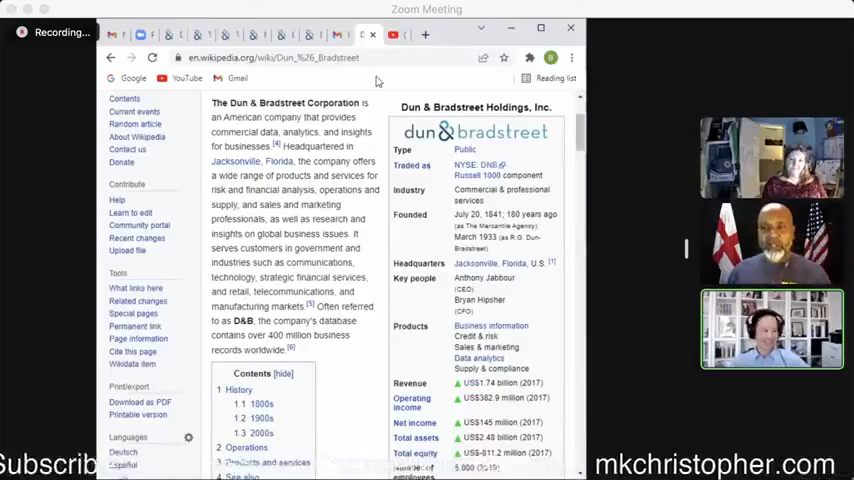 Zoom Meeting
Recording...
en.wikipedia.org/wiki/Dun_%26_Bradstreet
B
Google
YouTube
Gmail
Reading list
Contents
Current events
Random article
About Wikipedia
Contact us
Donate
Contribute
Help
Learn to edit
Community portal
Recent changes
Upload file
Tools
What links here
Related changes
Special pages
Permanent link
Page information
Cite this page
Wikidata item
Print/export
Download as PDF
Printable version
Languages
Deutsch
Español
The Dun & Bradstreet Corporation is
an American company that provides
commercial data, analytics, and insights
for businesses.[4] Headquartered in
Jacksonville, Florida, the company offers
a wide range of products and services for
risk and financial analysis, operations and
supply, and sales and marketing
professionals, as well as research and
insights on global business issues. It
serves customers in government and
industries such as communications,
technology, strategic financial services,
and retail, telecommunications, and
manufacturing markets.[5] Often referred
to as D&B, the company's database
contains over 400 million business
records worldwide.[6]
Contents [hide]
1 History
1.1 1800s
1.2 1900s
1.3 2000s
2 Operations
3 Products and services
4 See also
Dun & Bradstreet Holdings, Inc.
dun & bradstreet
Type Public
Traded as NYSE: DNB
Russell 1000 component
Industry Commercial & professional
services
Founded July 20, 1841; 180 years ago
(as The Mercantile Agency)
March 1933 (as R.G. Dun-
Bradstreet)
Headquarters Jacksonville, Florida, U.S. [1]
Key people Anthony Jabbour
(CEO)
Bryan Hipsher
(CFO)
Products Business information
Credit & risk
Sales & marketing
Data analytics
Supply & compliance
Revenue ▲ US$1.74 billion (2017)
Operating income ▲ US$382.9 million (2017)
Net income ▲ US$145 million (2017)
Total assets ▲ US$2.48 billion (2017)
Total equity ▲ US$-811.2 million (2017)
Number of employees 5,000 (2019)
Subscrib
mkchristopher.com